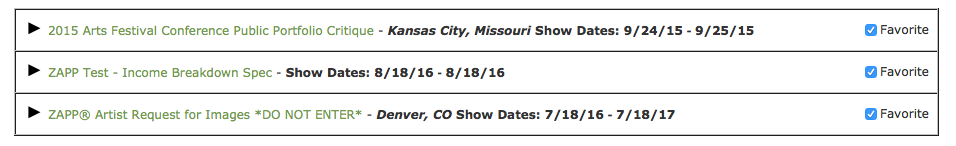 2015 Arts Festival Conference Public Portfolio Critique - Kansas City, Missouri Show Dates: 9/24/15 - 9/25/15 Favorite
ZAPP Test - Income Breakdown Spec - Show Dates: 8/18/16 - 8/18/16 Favorite
ZAPP® Artist Request for Images *DO NOT ENTER* - Denver, CO Show Dates: 7/18/16 - 7/18/17 Favorite